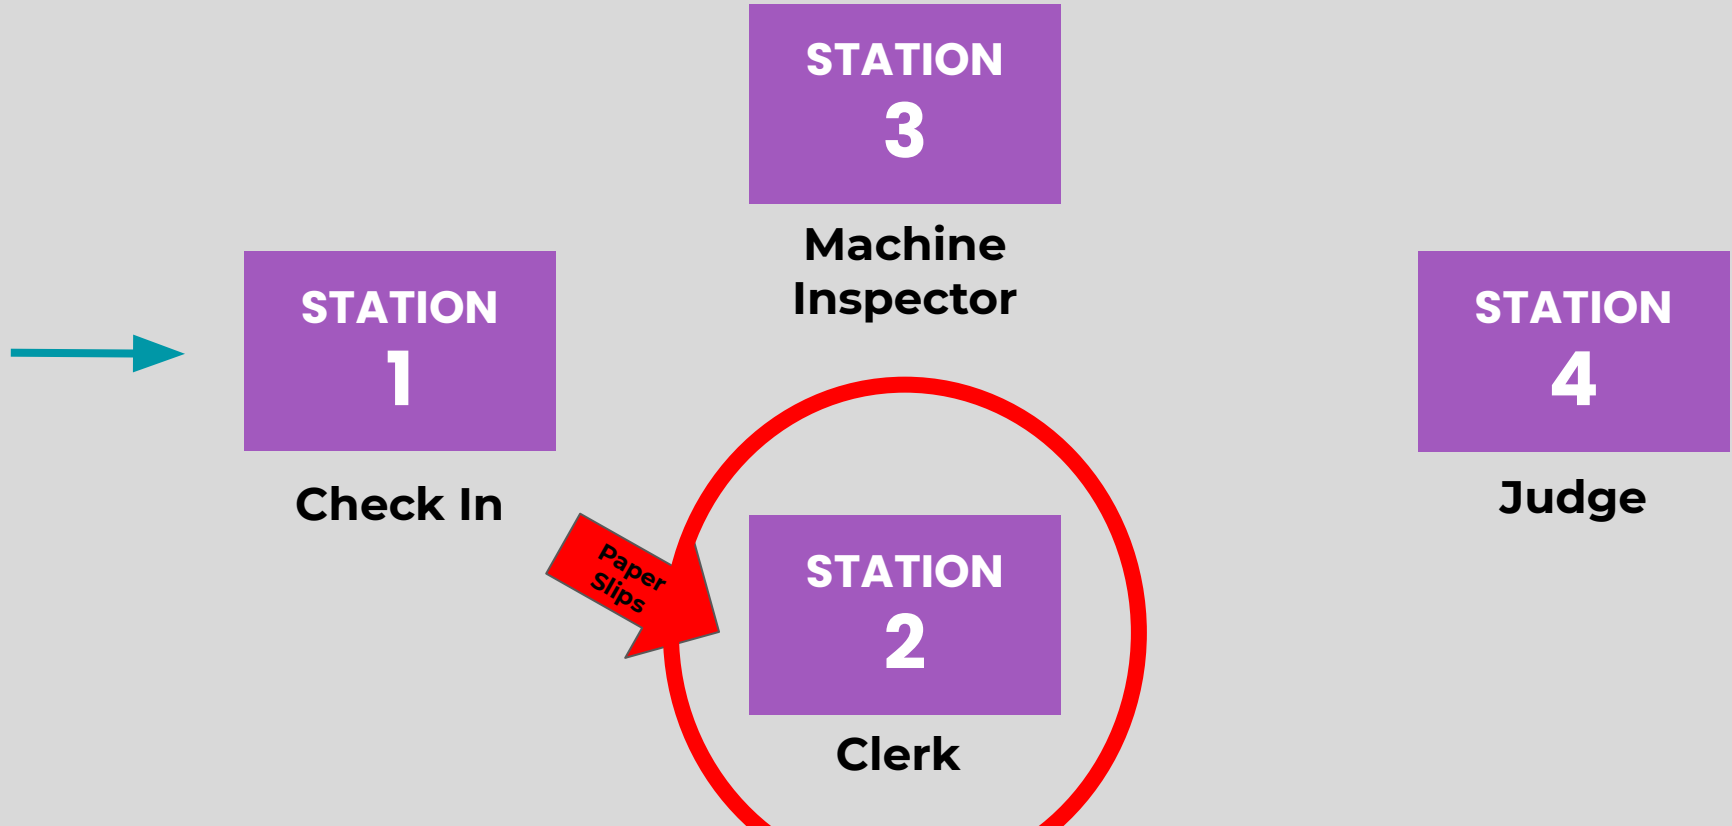 STATION
3
Machine
Inspector
STATION
1
Check In
STATION
4
Judge
Paper
Slips
STATION
2
Clerk